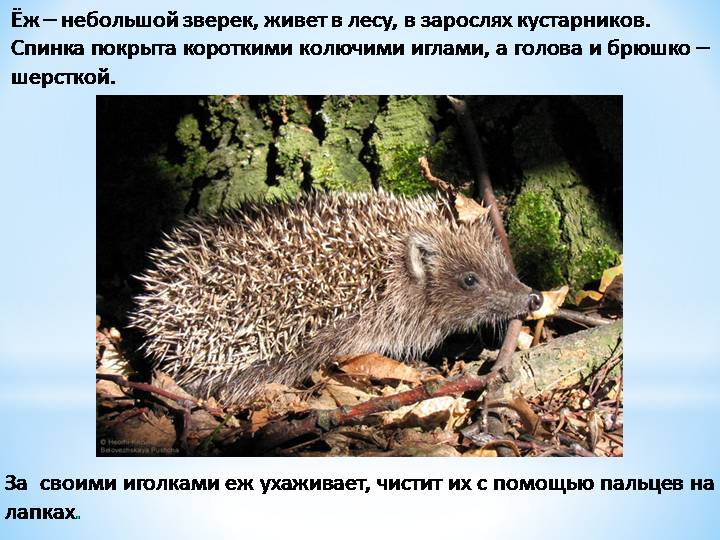 Ёж – небольшой зверек, живет в лесу, в зарослях кустарников.
Спинка покрыта короткими колючими иглами, а голова и брюшко –
шерсткой.
Belovezhskaya Pushcha
За своими иголками еж ухаживает, чистит их с помощью пальцев на
лапках.